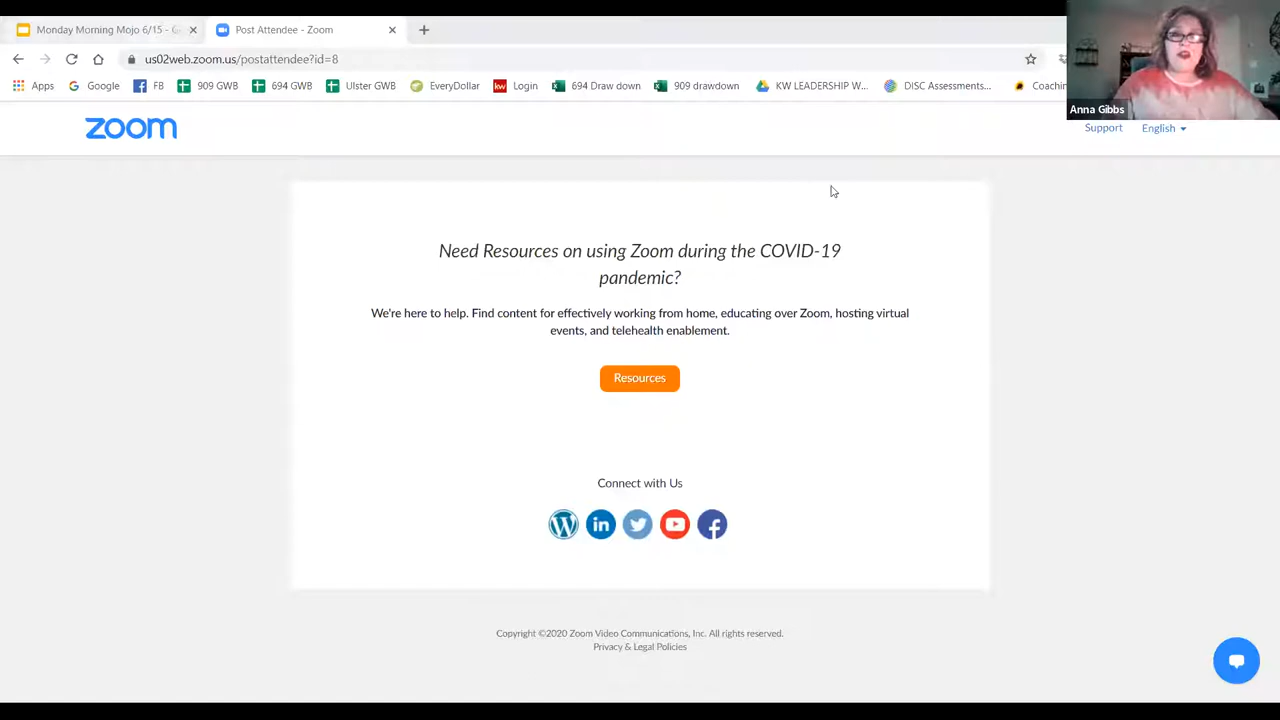 Monday Morning Mojo 6/15 - G
Post Attendee - Zoom
us02web.zoom.us/postattendee?id=8
Apps
Google
FB
909 GWB
694 GWB
Ulster GWB
EveryDollar
kw
Login
694 Draw down
909 drawdown
KW LEADERSHIP W...
DISC Assessments...
Coachin
Anna Gibbs
zoom
Support
English
Need Resources on using Zoom during the COVID-19
pandemic?
We're here to help. Find content for effectively working from home, educating over Zoom, hosting virtual
events, and telehealth enablement.
Resources
Connect with Us
Copyright ©2020 Zoom Video Communications, Inc. All rights reserved.
Privacy & Legal Policies